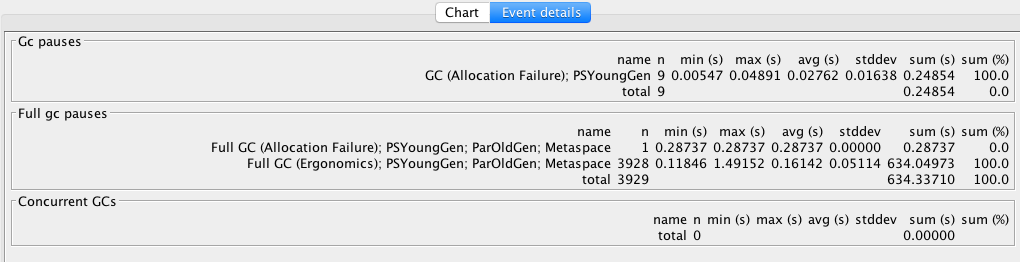 Chart Event details
Gc pauses
name n min (s) max (s) avg (s) stddev sum (s) sum (%)
GC (Allocation Failure); PSYoungGen 9 0.00547 0.04891 0.02762 0.01638 0.24854 100.0
total 9 0.24854 0.0
Full gc pauses
name n min (s) max (s) avg (s) stddev sum (s) sum (%)
Full GC (Allocation Failure); PSYoungGen; ParOldGen; Metaspace 1 0.28737 0.28737 0.28737 0.00000 0.28737 0.0
Full GC (Ergonomics); PSYoungGen; ParOldGen; Metaspace 3928 0.11846 1.49152 0.16142 0.05114 634.04973 100.0
total 3929 634.33710 100.0
Concurrent GCs
name n min (s) max (s) avg (s) stddev sum (s) sum (%)
total 0 0.00000